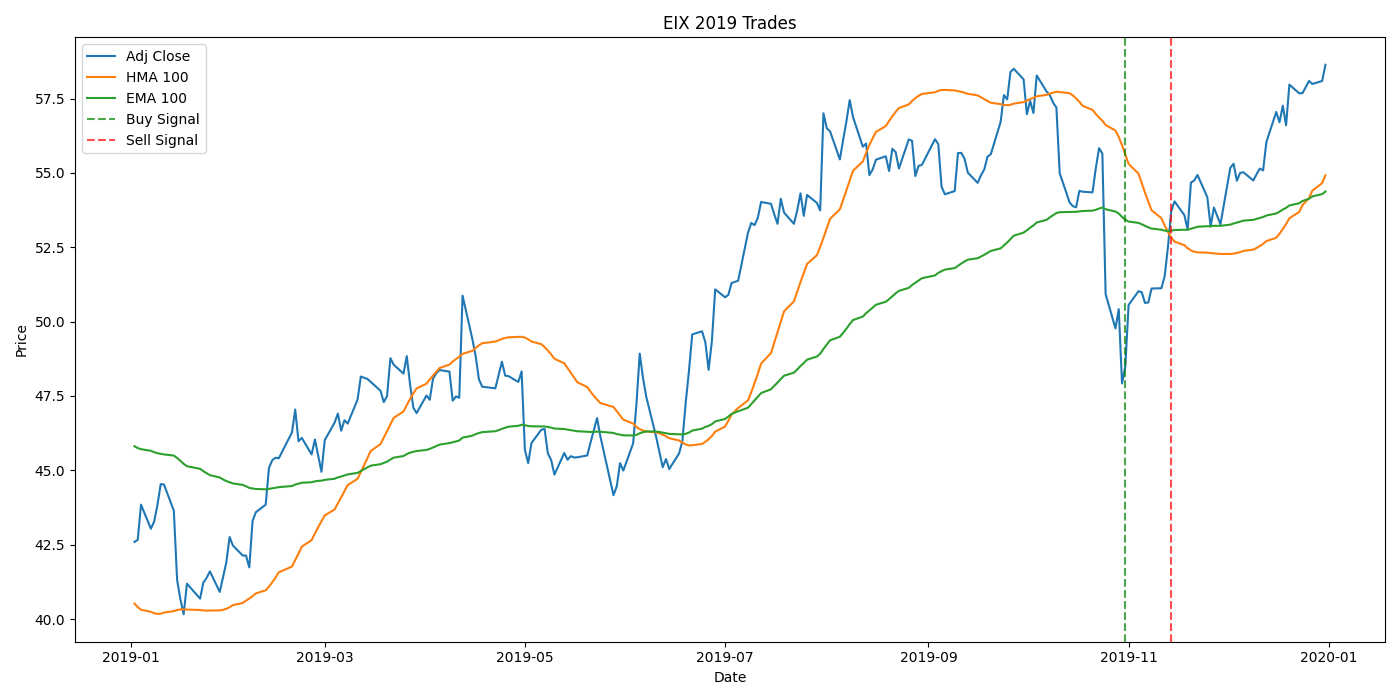 EIX 2019 Trades
Adj Close
HMA 100
EMA 100
Buy Signal
Sell Signal
Price
57.5
55.0
52.5
50.0
47.5
45.0
42.5
40.0
2019-01 2019-03 2019-05 2019-07 2019-09 2019-11 2020-01
Date